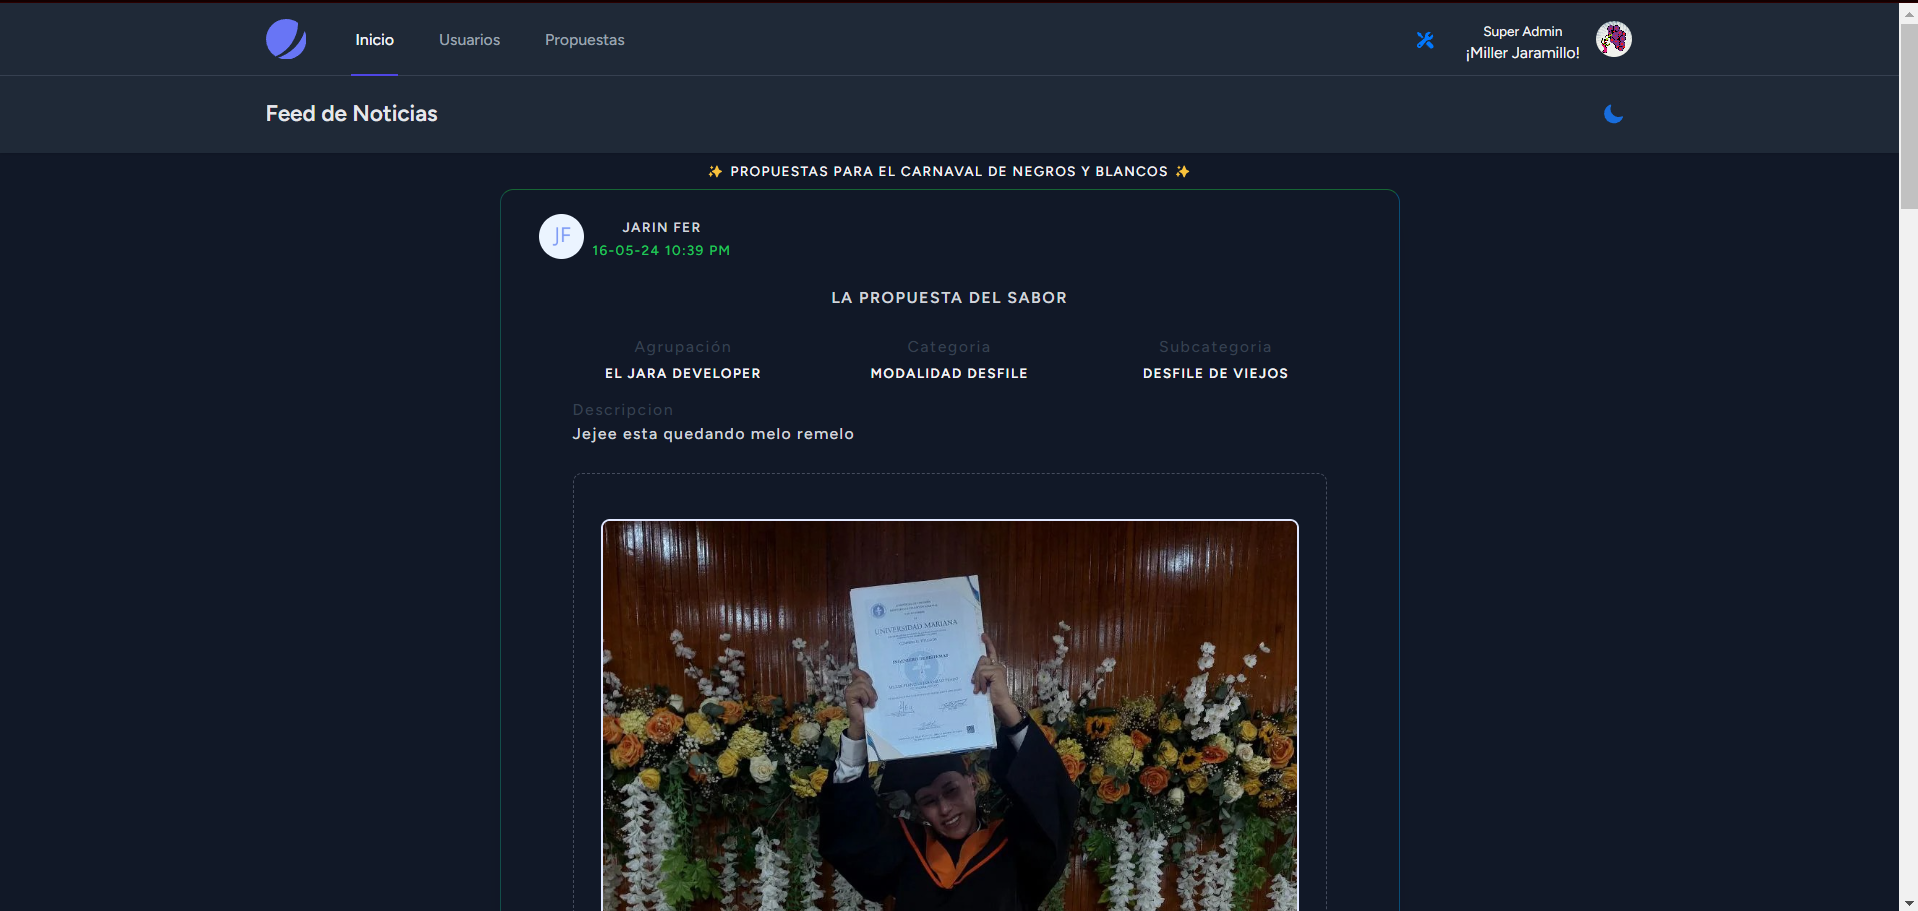 Inicio
Usuarios
Propuestas
Super Admin
¡Miller Jaramillo!
Feed de Noticias
✨ PROPUESTAS PARA EL CARNAVAL DE NEGROS Y BLANCOS ✨
JF
JARIN FER
16-05-24 10:39 PM
LA PROPUESTA DEL SABOR
Agrupación
EL JARA DEVELOPER
Categoria
MODALIDAD DESFILE
Subcategoria
DESFILE DE VIEJOS
Descripcion
Jejee esta quedando melo remelo
UNIVERSIDAD MARIANA